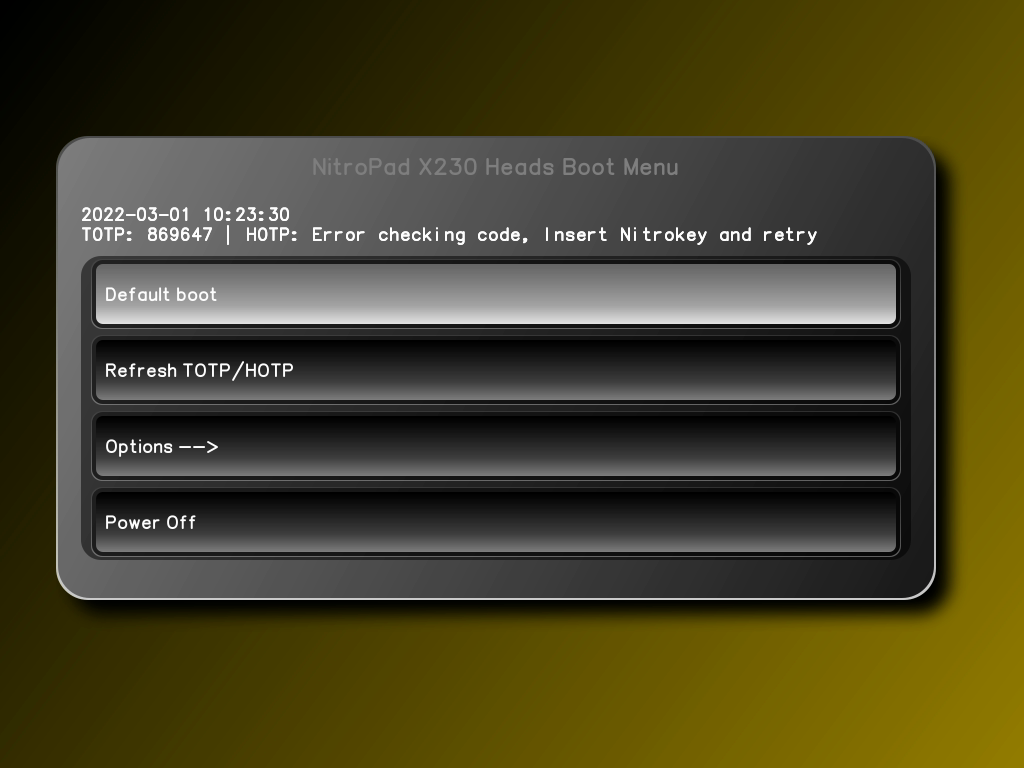 NitroPad X230 Heads Boot Menu
2022-03-01 10:23:30
TOTP: 869647 | HOTP: Error checking code, Insert Nitrokey and retry
Default boot
Refresh TOTP/HOTP
Options -->
Power Off